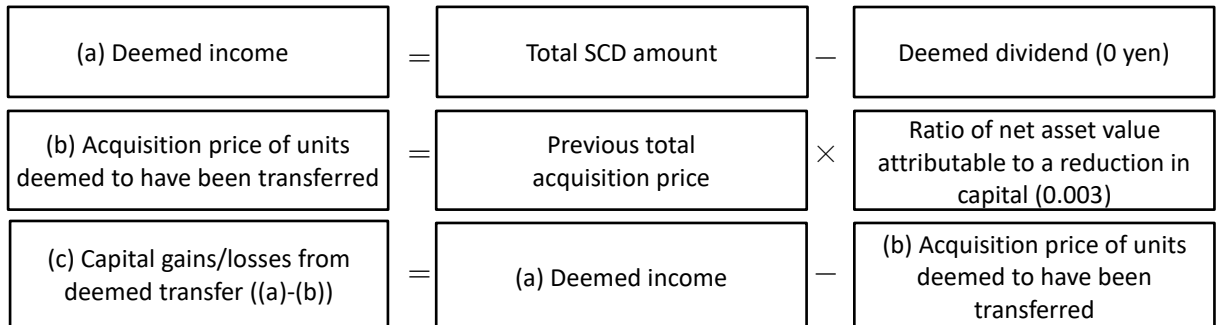 (a) Deemed income = Total SCD amount − Deemed dividend (0 yen)
(b) Acquisition price of units
deemed to have been transferred
=
Previous total
acquisition price
×
Ratio of net asset value
attributable to a reduction in
capital (0.003)
(c) Capital gains/losses from
deemed transfer ((a)-(b))
=
(a) Deemed income
−
(b) Acquisition price of units
deemed to have been
transferred